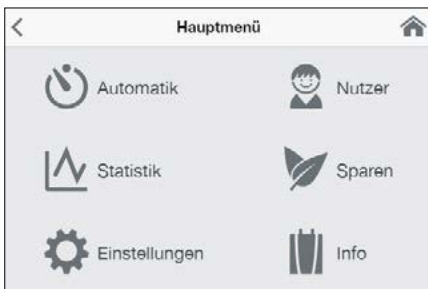 Hauptmenü
Automatik
Nutzer
Statistik
Sparen
Einstellungen
Info